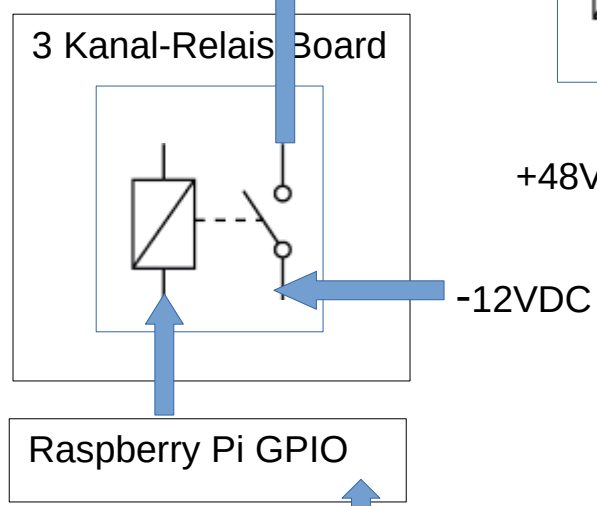 3 Kanal-Relais Board
+48V
-12VDC
Raspberry Pi GPIO